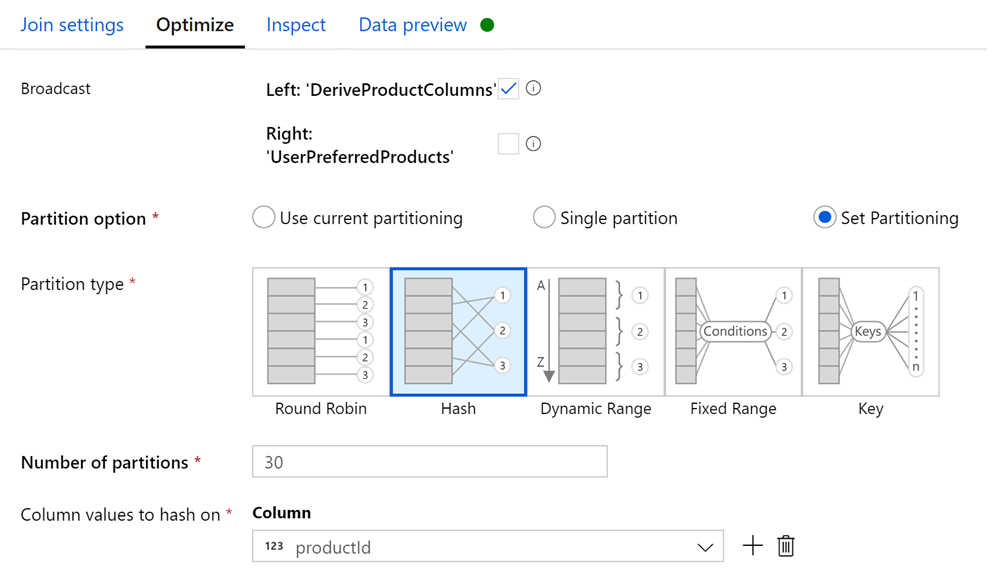 Join settings Optimize Inspect Data preview
Broadcast Left: 'DeriveProductColumns'
Right:
'UserPreferredProducts'
Partition option * Use current partitioning Single partition Set Partitioning
Partition type *
1 2 3 1 2 3
1 2 3
A Z 1 2 3
Conditions 1 2 3
Keys 1 n
Round Robin Hash Dynamic Range Fixed Range Key
Number of partitions * 30
Column values to hash on * Column
123 productId